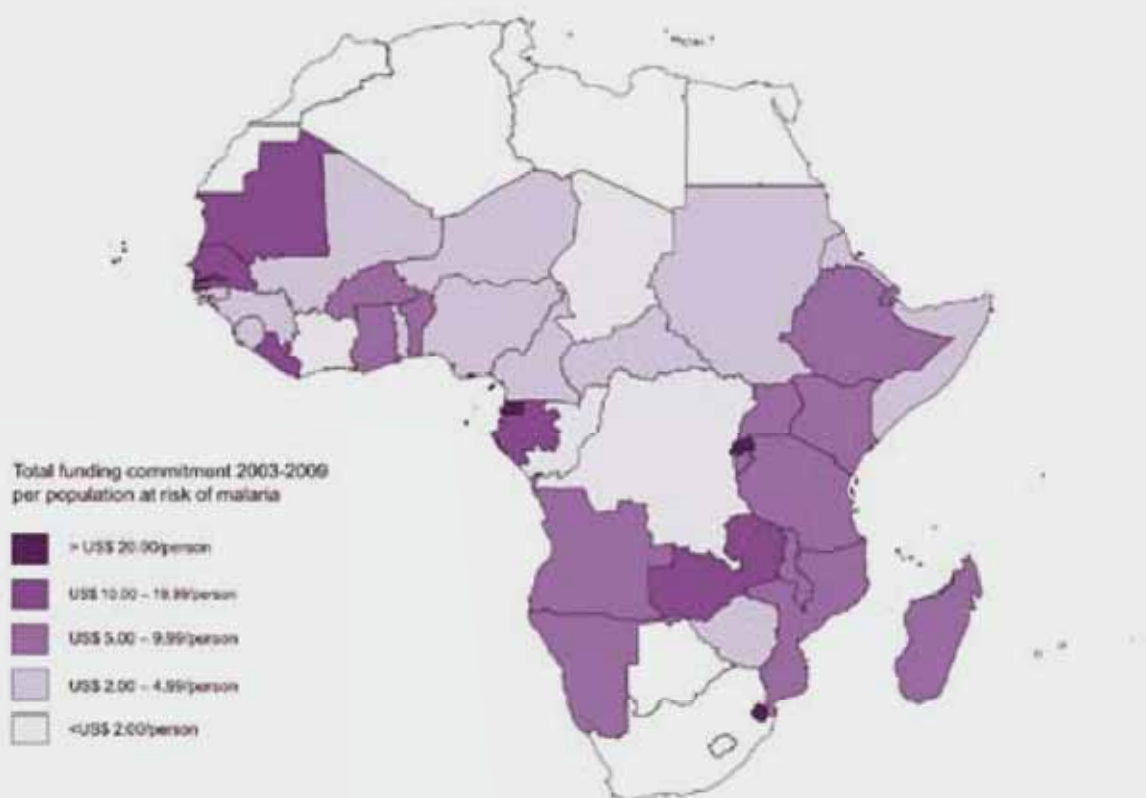 Total funding commitment 2003-2009
per population at risk of malaria
> US$ 20.00/person
US$ 10.00 – 19.99/person
US$ 5.00 – 9.99/person
US$ 2.00 – 4.99/person
<US$ 2.00/person